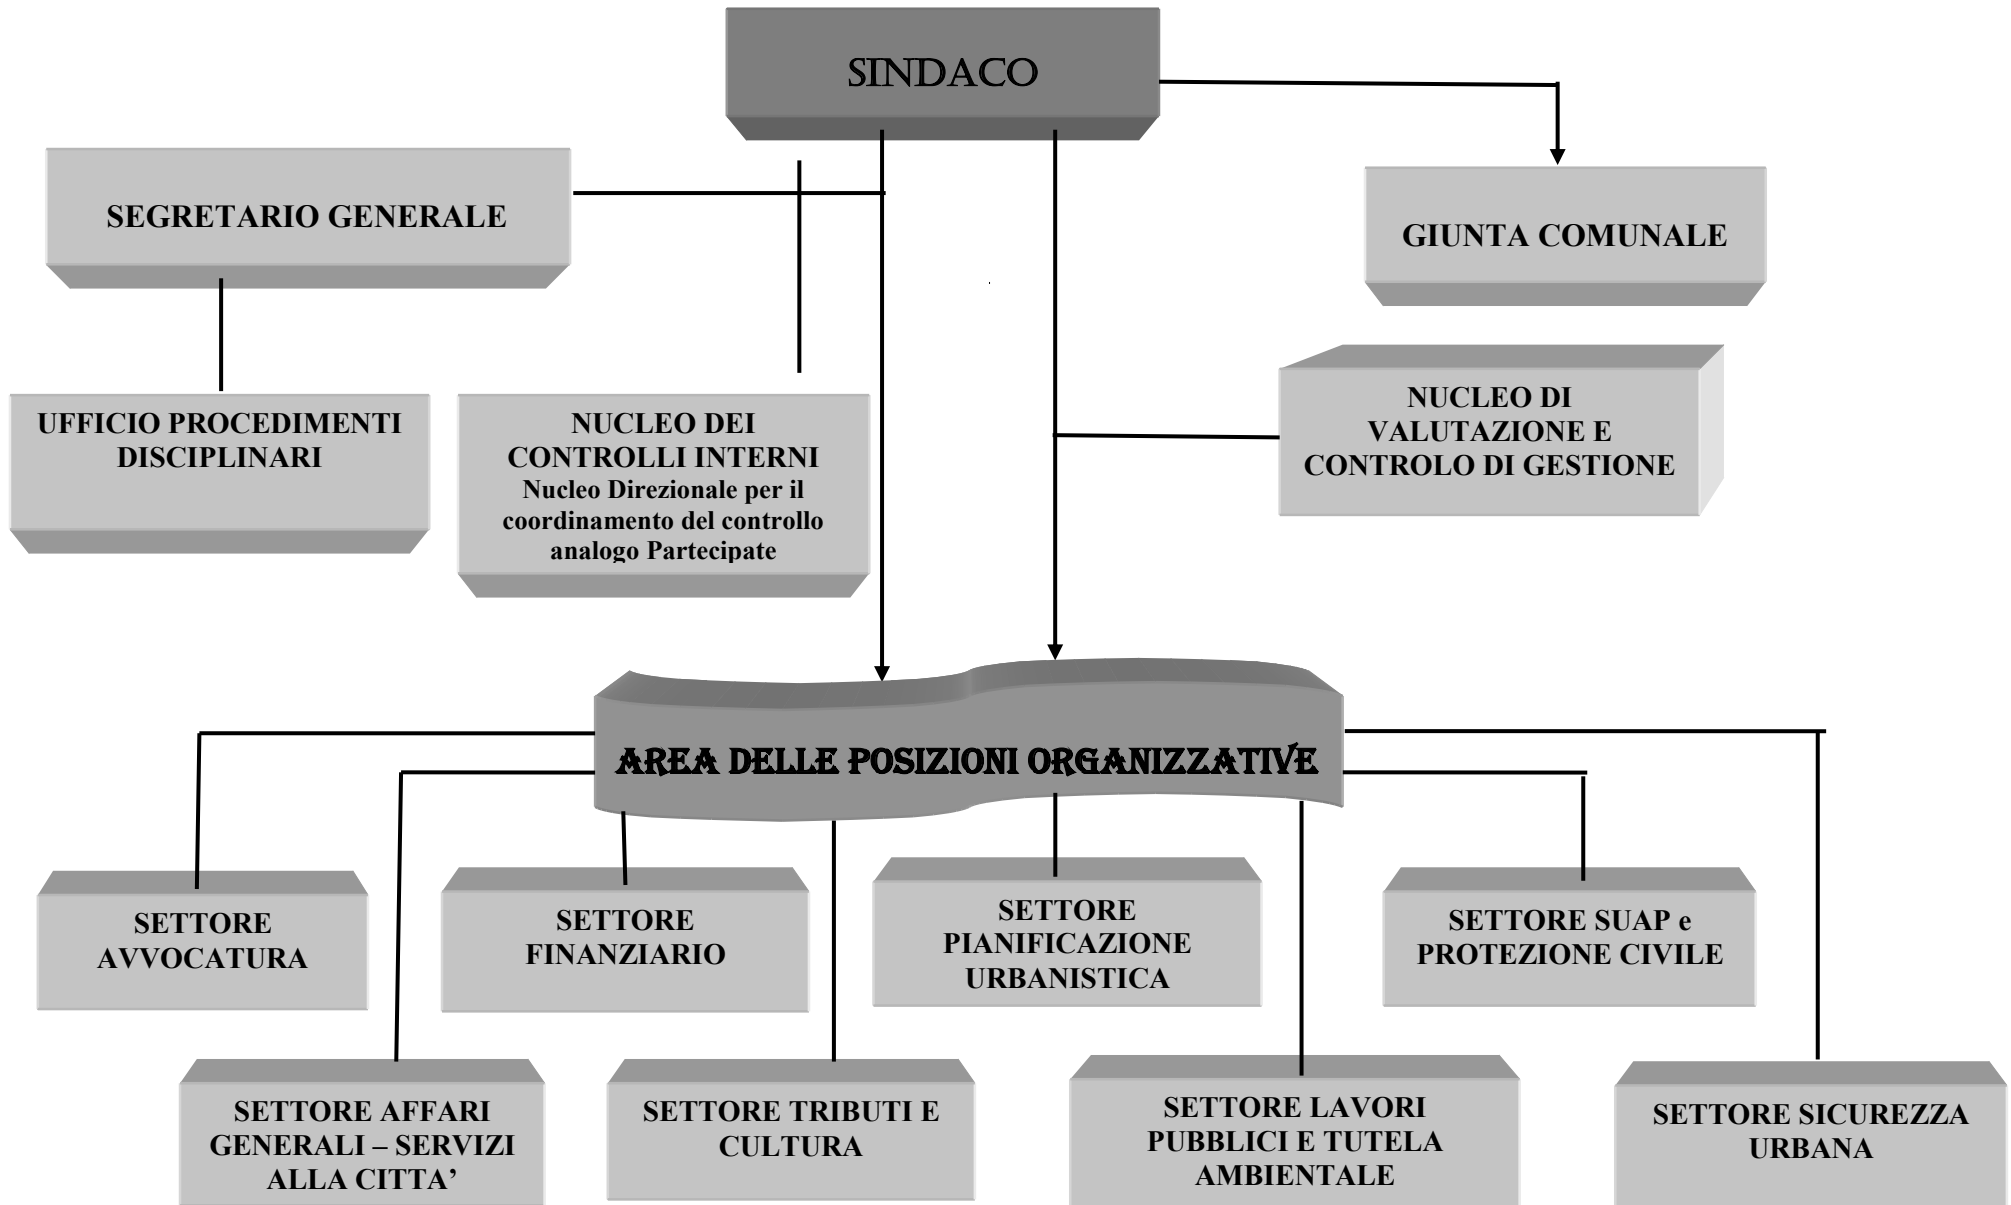 SINDACO
SEGRETARIO GENERALE
GIUNTA COMUNALE
UFFICIO PROCEDIMENTI
DISCIPLINARI
NUCLEO DEI
CONTROLLI INTERNI
Nucleo Direzionale per il
coordinamento del controllo
analogo Partecipate
NUCLEO DI
VALUTAZIONE E
CONTROLO DI GESTIONE
AREA DELLE POSIZIONI ORGANIZZATIVE
SETTORE
AVVOCATURA
SETTORE
FINANZIARIO
SETTORE
PIANIFICAZIONE
URBANISTICA
SETTORE SUAP e
PROTEZIONE CIVILE
SETTORE AFFARI
GENERALI – SERVIZI
ALLA CITTA’
SETTORE TRIBUTI E
CULTURA
SETTORE LAVORI
PUBBLICI E TUTELA
AMBIENTALE
SETTORE SICUREZZA
URBANA